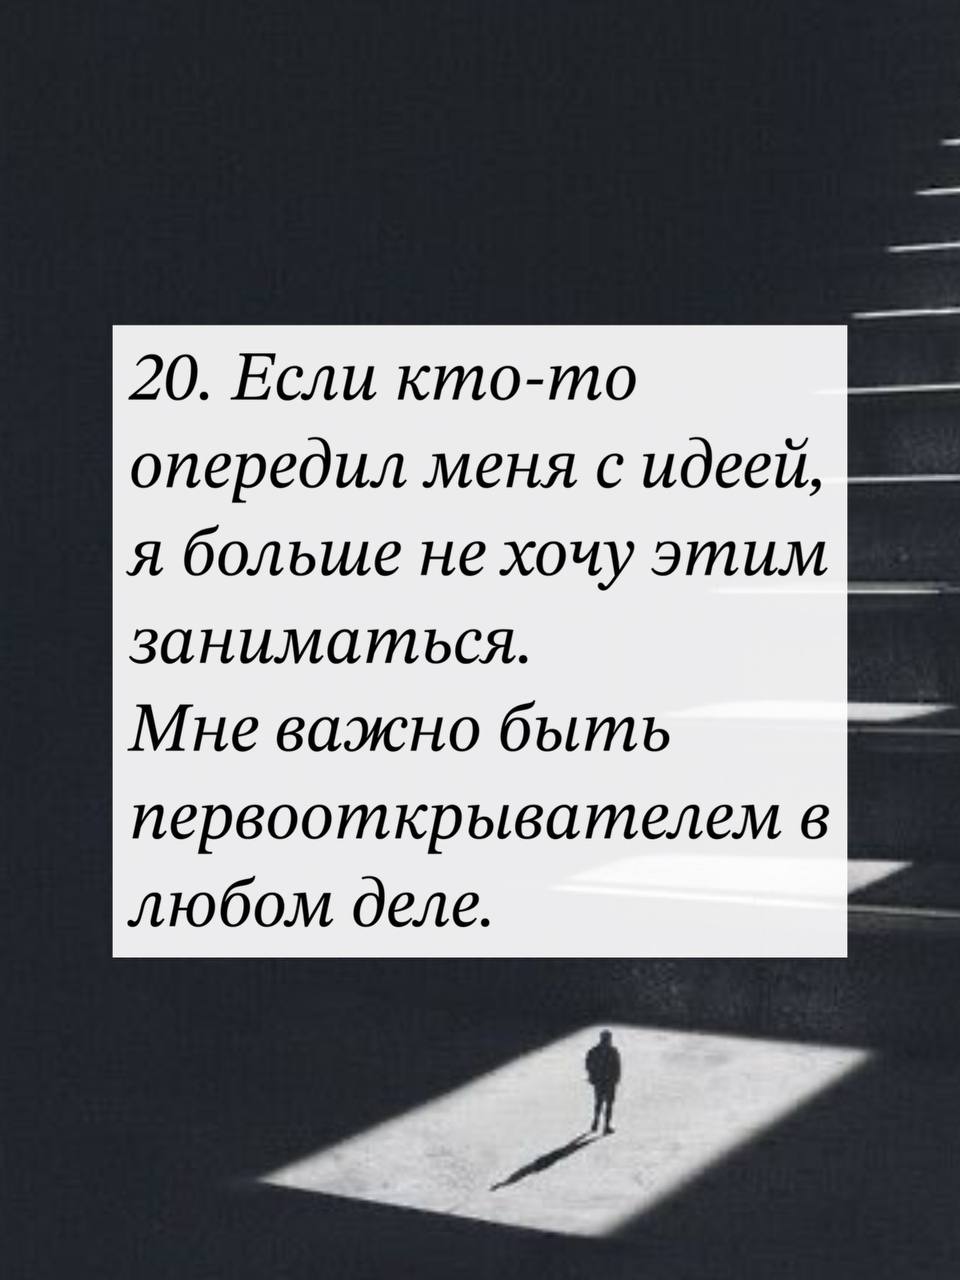 20. Если кто-то
опередил меня с идеей,
я больше не хочу этим
заниматься.
Мне важно быть
первооткрывателем в
любом деле.